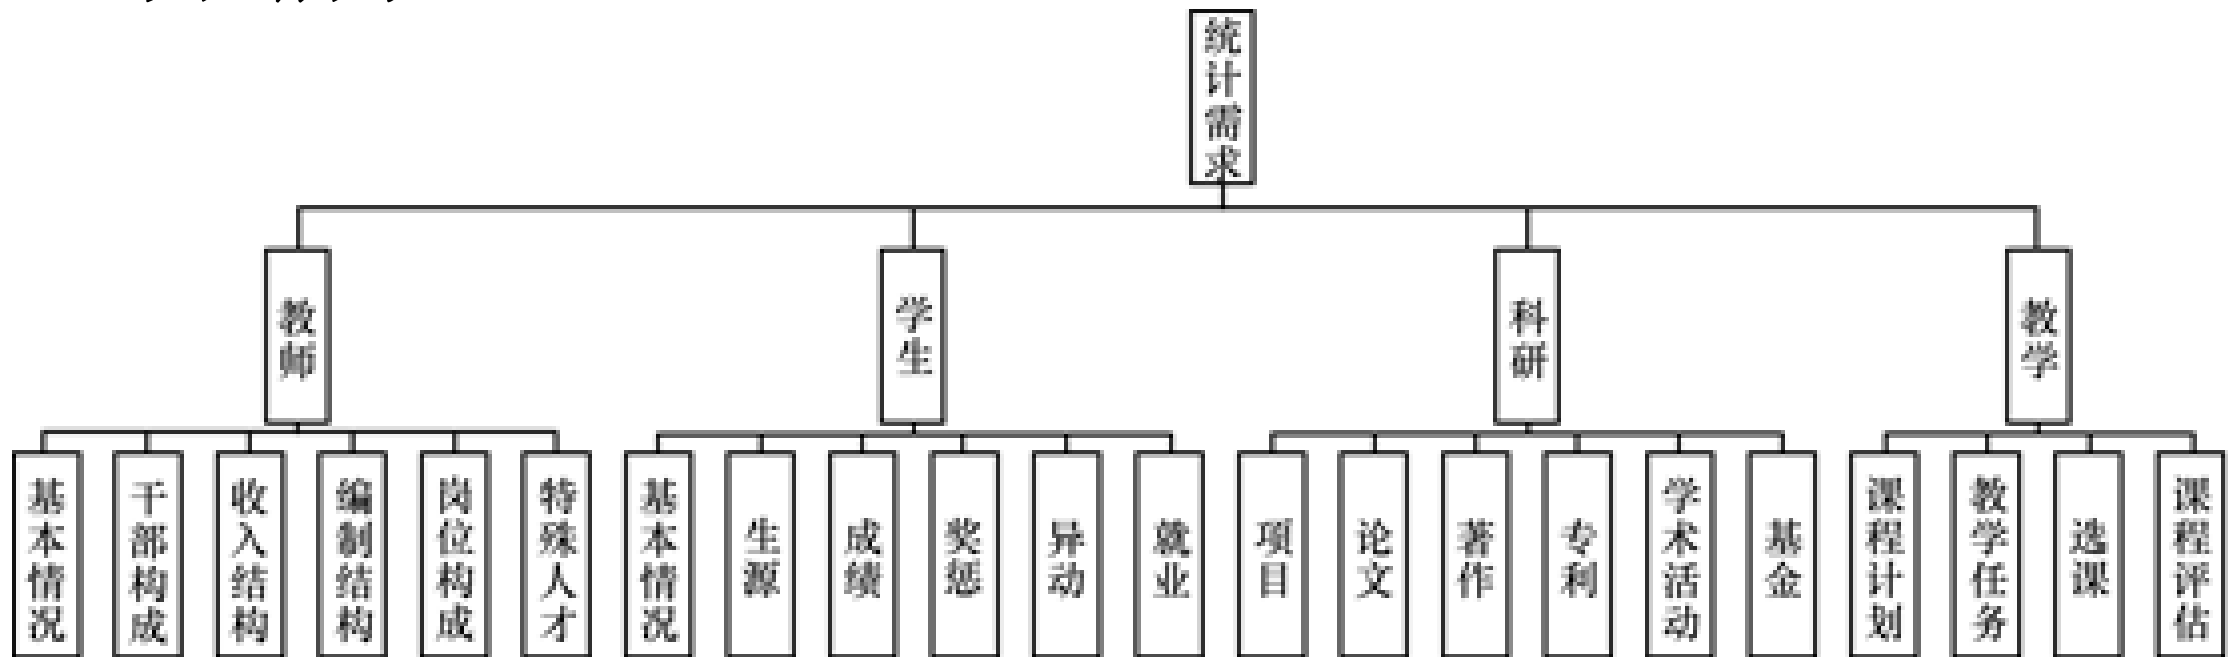 统计需求
教师
学生
科研
教学
基本情况
干部构成
收入结构
编制结构
岗位构成
特殊人才
基本情况
生源
成绩
奖惩
异动
就业
项目
论文
著作
专利
学术活动
基金
课程计划
教学任务
选课
课程评估